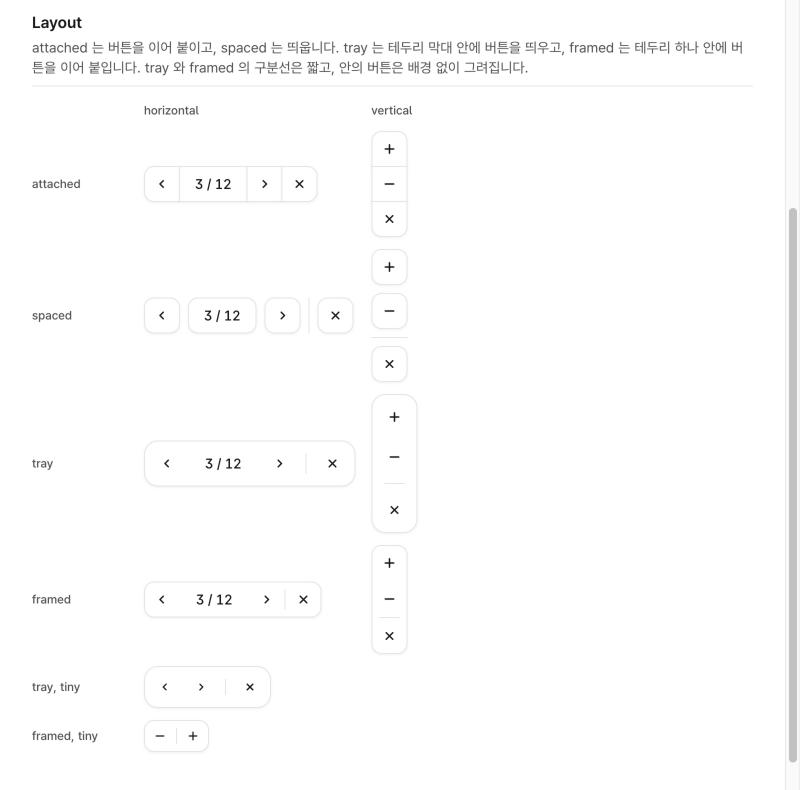 Layout
attached 는 버튼을 이어 붙이고, spaced 는 띄웁니다. tray 는 테두리 막대 안에 버튼을 띄우고, framed 는 테두리 하나 안에 버
튼을 이어 붙입니다. tray 와 framed 의 구분선은 짧고, 안의 버튼은 배경 없이 그려집니다.
horizontal vertical
+
attached < 3 / 12 > × −
×
+
spaced < 3 / 12 > × −
×
+
−
tray < 3 / 12 > ×
×
+
framed < 3 / 12 > × −
×
tray, tiny < > ×
framed, tiny − +